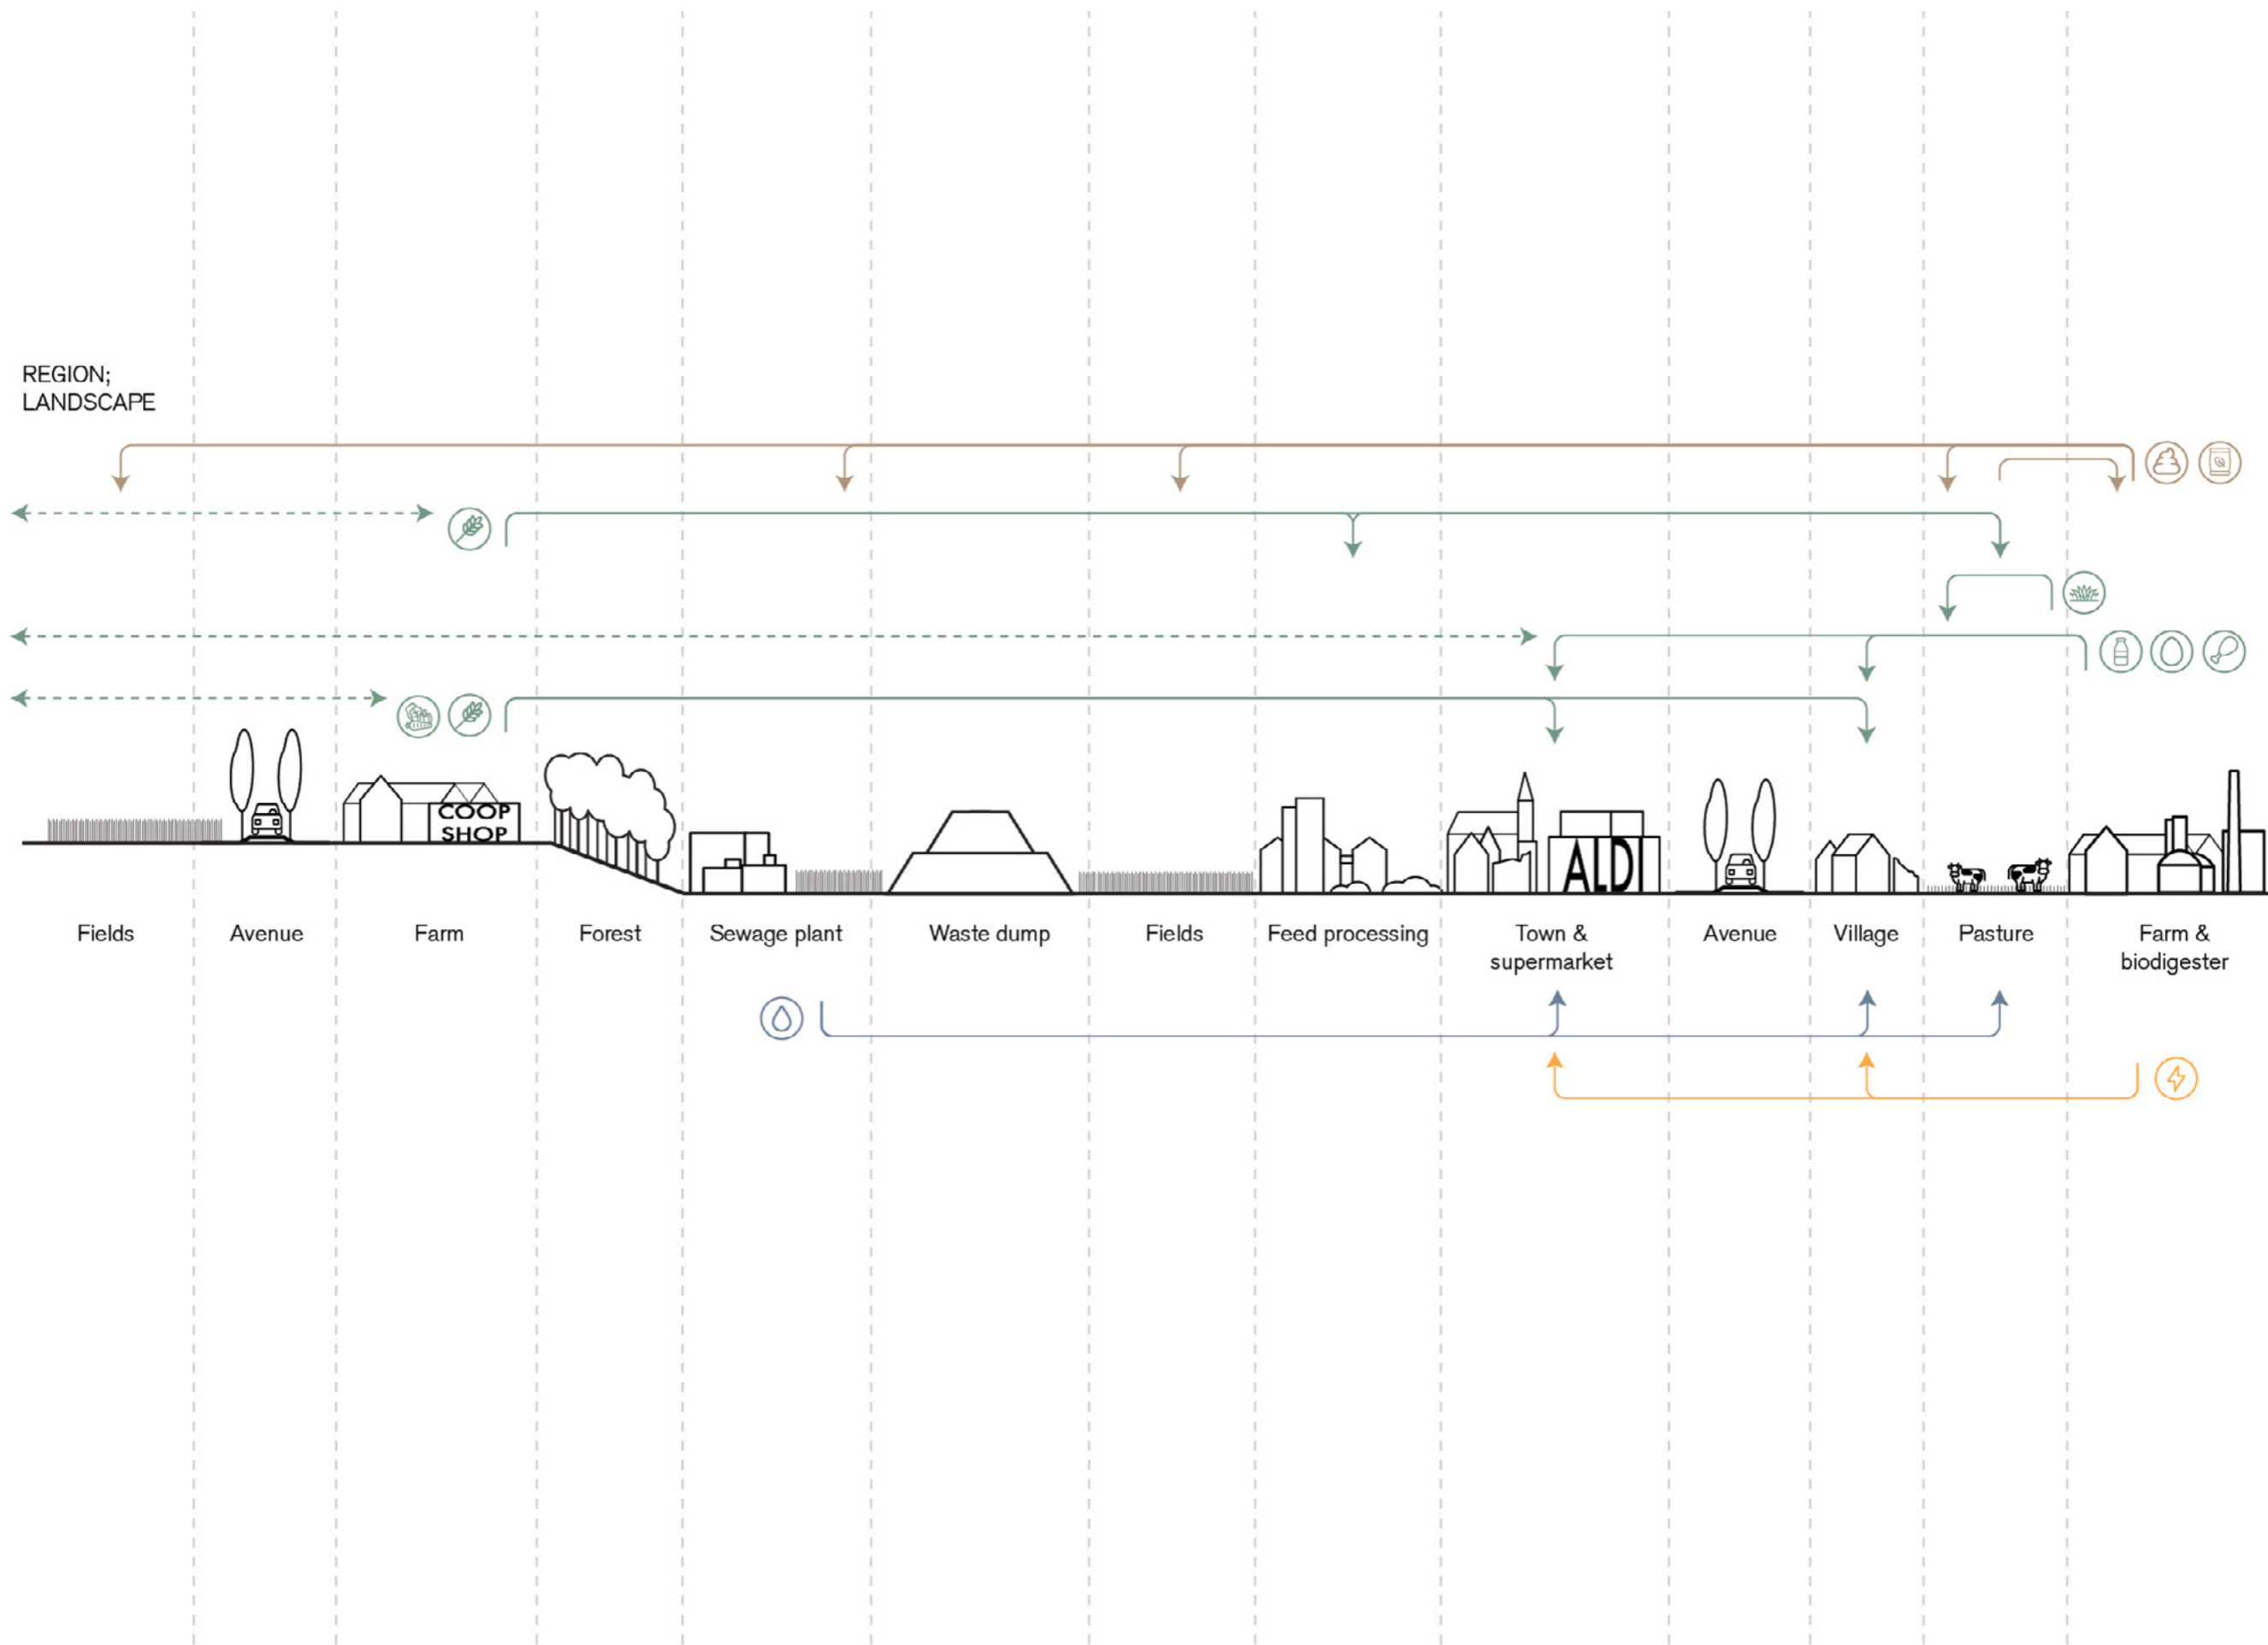 REGION;
LANDSCAPE
COOP
SHOP
ALDI
Fields
Avenue
Farm
Forest
Sewage plant
Waste dump
Fields
Feed processing
Town &
supermarket
Avenue
Village
Pasture
Farm &
biodigester